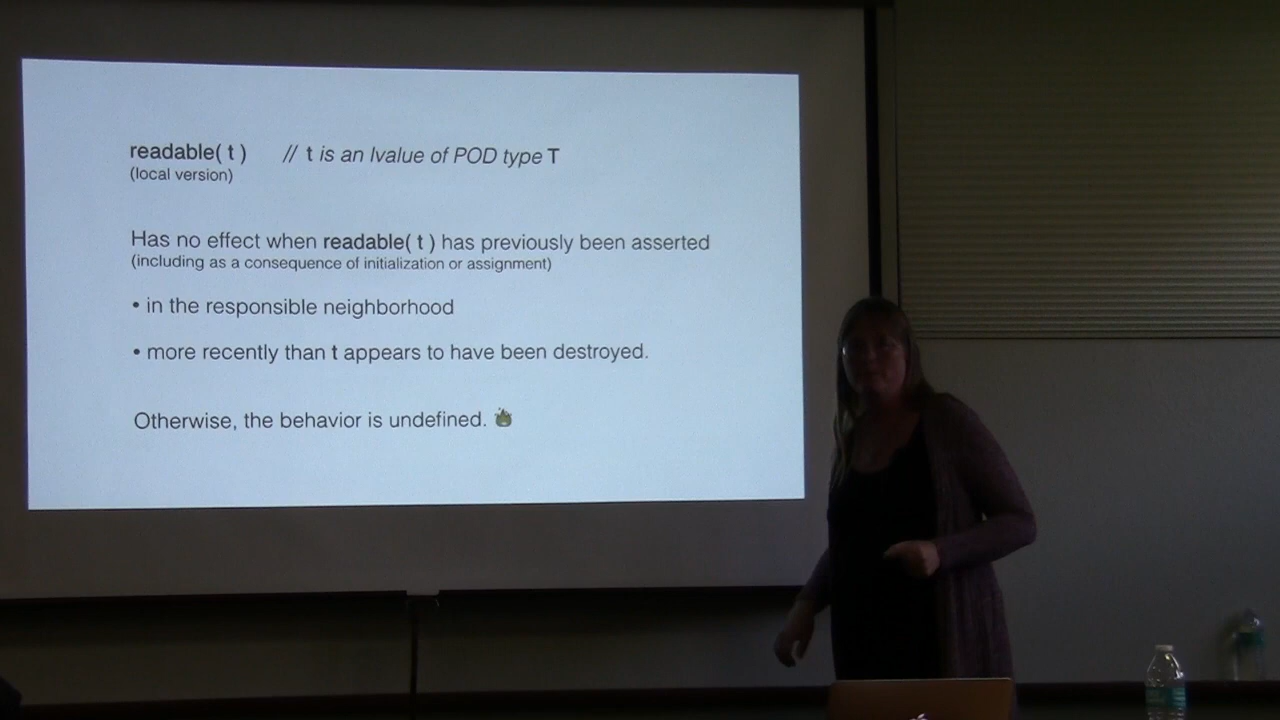 readable( t ) // t is an lvalue of POD type T
(local version)
Has no effect when readable( t ) has previously been asserted
(including as a consequence of initialization or assignment)
• in the responsible neighborhood
• more recently than t appears to have been destroyed.
Otherwise, the behavior is undefined. 🔥